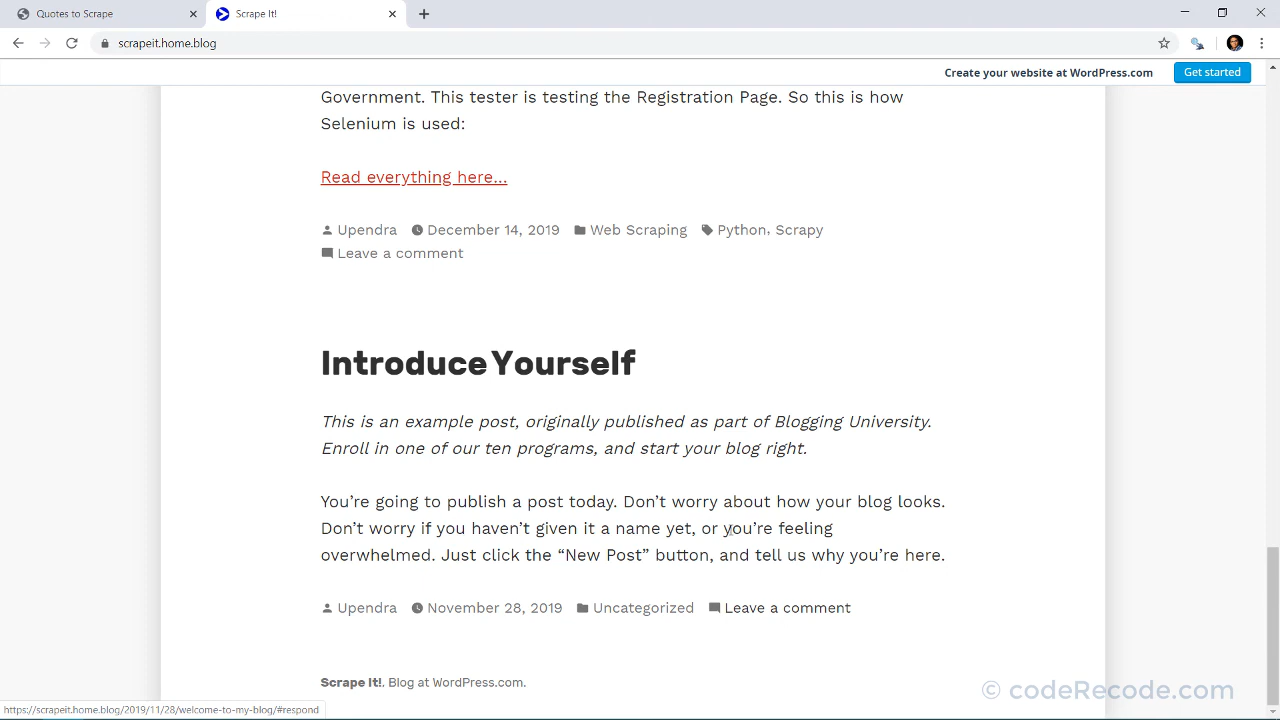 Quotes to Scrape
Scrape It!
scrapeit.home.blog
Create your website at WordPress.com
Get started
Government. This tester is testing the Registration Page. So this is how
Selenium is used:
Read everything here…
Upendra December 14, 2019 Web Scraping Python, Scrapy
Leave a comment
Introduce Yourself
This is an example post, originally published as part of Blogging University.
Enroll in one of our ten programs, and start your blog right.
You’re going to publish a post today. Don’t worry about how your blog looks.
Don’t worry if you haven’t given it a name yet, or you’re feeling
overwhelmed. Just click the “New Post” button, and tell us why you’re here.
Upendra November 28, 2019 Uncategorized Leave a comment
Scrape It!. Blog at WordPress.com.
© codeRecode.com
https://scrapeit.home.blog/2019/11/28/welcome-to-my-blog/#respond